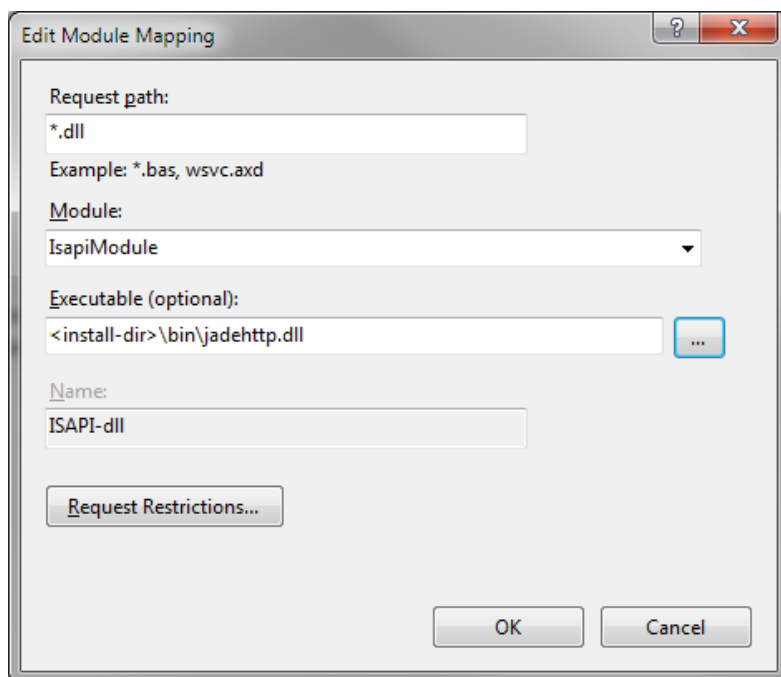 Edit Module Mapping
Request path:
*.dll
Example: *.bas, wsvc.axd
Module:
IsapiModule
Executable (optional):
<install-dir>\bin\jadehttp.dll
...
Name:
ISAPI-dll
Request Restrictions...
OK
Cancel